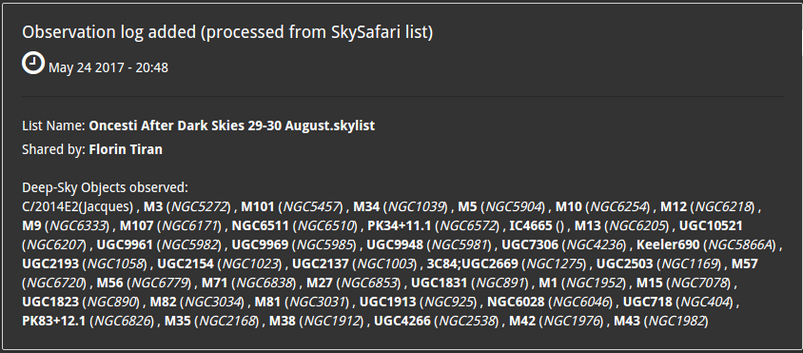 Observation log added (processed from SkySafari list)
May 24 2017 - 20:48
List Name: Oncesti After Dark Skies 29-30 August.skylist
Shared by: Florin Tiran
Deep-Sky Objects observed:
C/2014E2(Jacques) , M3 (NGC5272) , M101 (NGC5457) , M34 (NGC1039) , M5 (NGC5904) , M10 (NGC6254) , M12 (NGC6218) ,
M9 (NGC6333) , M107 (NGC6171) , NGC6511 (NGC6510) , PK34+11.1 (NGC6572) , IC4665 () , M13 (NGC6205) , UGC10521
(NGC6207) , UGC9961 (NGC5982) , UGC9969 (NGC5985) , UGC9948 (NGC5981) , UGC7306 (NGC4236) , Keeler690 (NGC5866A) ,
UGC2193 (NGC1058) , UGC2154 (NGC1023) , UGC2137 (NGC1003) , 3C84;UGC2669 (NGC1275) , UGC2503 (NGC1169) , M57
(NGC6720) , M56 (NGC6779) , M71 (NGC6838) , M27 (NGC6853) , UGC1831 (NGC891) , M1 (NGC1952) , M15 (NGC7078) ,
UGC1823 (NGC890) , M82 (NGC3034) , M81 (NGC3031) , UGC1913 (NGC925) , NGC6028 (NGC6046) , UGC718 (NGC404) ,
PK83+12.1 (NGC6826) , M35 (NGC2168) , M38 (NGC1912) , UGC4266 (NGC2538) , M42 (NGC1976) , M43 (NGC1982)